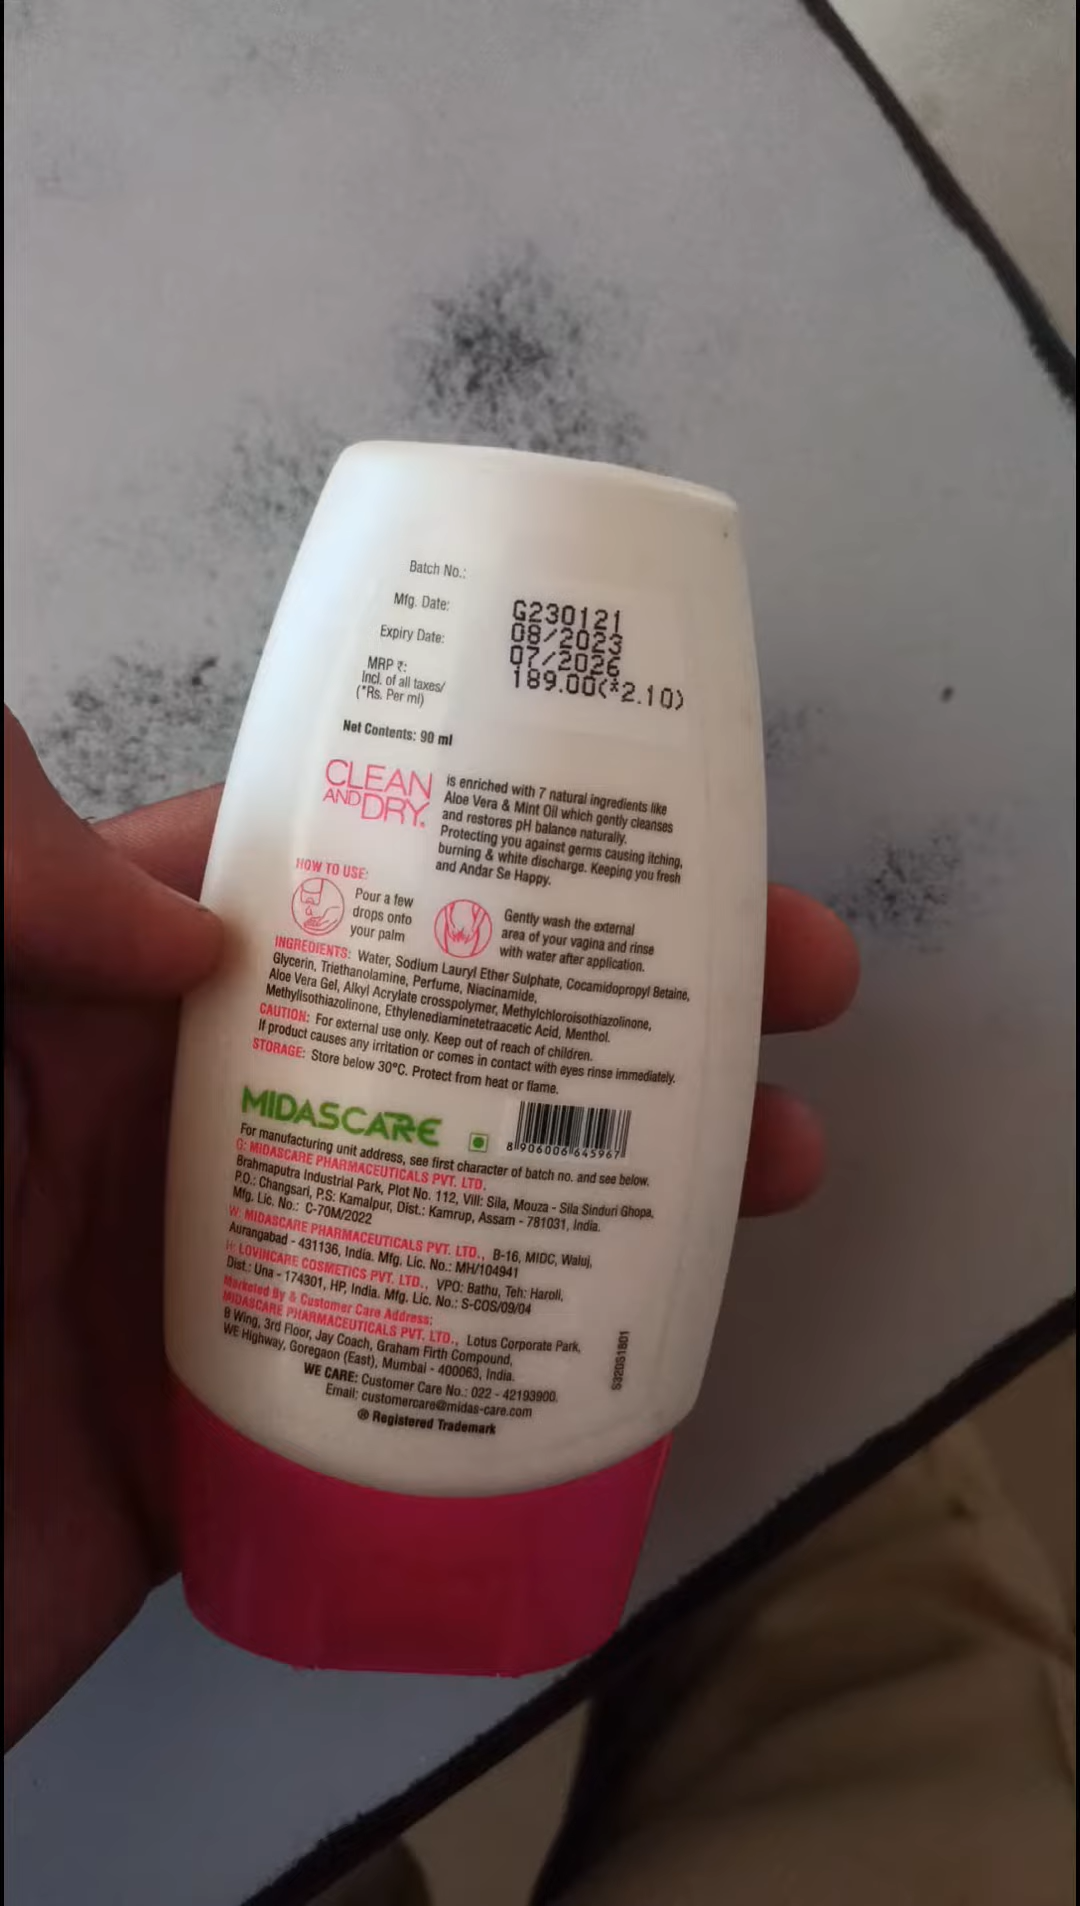 Batch No.:
Mfg. Date:
Expiry Date:
MRP ₹:
Incl. of all taxes/
(*Rs. Per ml)
G230121
08/2023
07/2026
189.00(*2.10)
Net Contents: 90 ml
CLEAN
AND DRY®
is enriched with 7 natural ingredients like
Aloe Vera & Mint Oil which gently cleanses
and restores pH balance naturally.
Protecting you against germs causing itching,
burning & white discharge. Keeping you fresh
and Andar Se Happy.
HOW TO USE:
Pour a few
drops onto
your palm
Gently wash the external
area of your vagina and rinse
with water after application.
INGREDIENTS: Water, Sodium Lauryl Ether Sulphate, Cocamidopropyl Betaine,
Glycerin, Triethanolamine, Perfume, Niacinamide,
Aloe Vera Gel, Alkyl Acrylate crosspolymer, Methylchloroisothiazolinone,
Methylisothiazolinone, Ethylenediaminetetraacetic Acid, Menthol.
CAUTION: For external use only. Keep out of reach of children.
If product causes any irritation or comes in contact with eyes rinse immediately.
STORAGE: Store below 30°C. Protect from heat or flame.
MIDASCARE
8 906006 645967
For manufacturing unit address, see first character of batch no. and see below.
G: MIDASCARE PHARMACEUTICALS PVT. LTD.
Brahmaputra Industrial Park, Plot No. 112, Vill: Sila, Mouza - Sila Sinduri Ghopa,
P.O.: Changsari, P.S: Kamalpur, Dist.: Kamrup, Assam - 781031, India.
Mfg. Lic. No.: C-70M/2022
W: MIDASCARE PHARMACEUTICALS PVT. LTD., B-16, MIDC, Waluj,
Aurangabad - 431136, India. Mfg. Lic. No.: MH/104941
H: LOVINCARE COSMETICS PVT. LTD., VPO: Bathu, Teh: Haroli,
Dist.: Una - 174301, HP, India. Mfg. Lic. No.: S-COS/09/04
Marketed By & Customer Care Address:
MIDASCARE PHARMACEUTICALS PVT. LTD., Lotus Corporate Park,
B Wing, 3rd Floor, Jay Coach, Graham Firth Compound,
WE Highway, Goregaon (East), Mumbai - 400063, India.
WE CARE: Customer Care No.: 022 - 42193900.
Email: customercare@midas-care.com
® Registered Trademark
S32051801